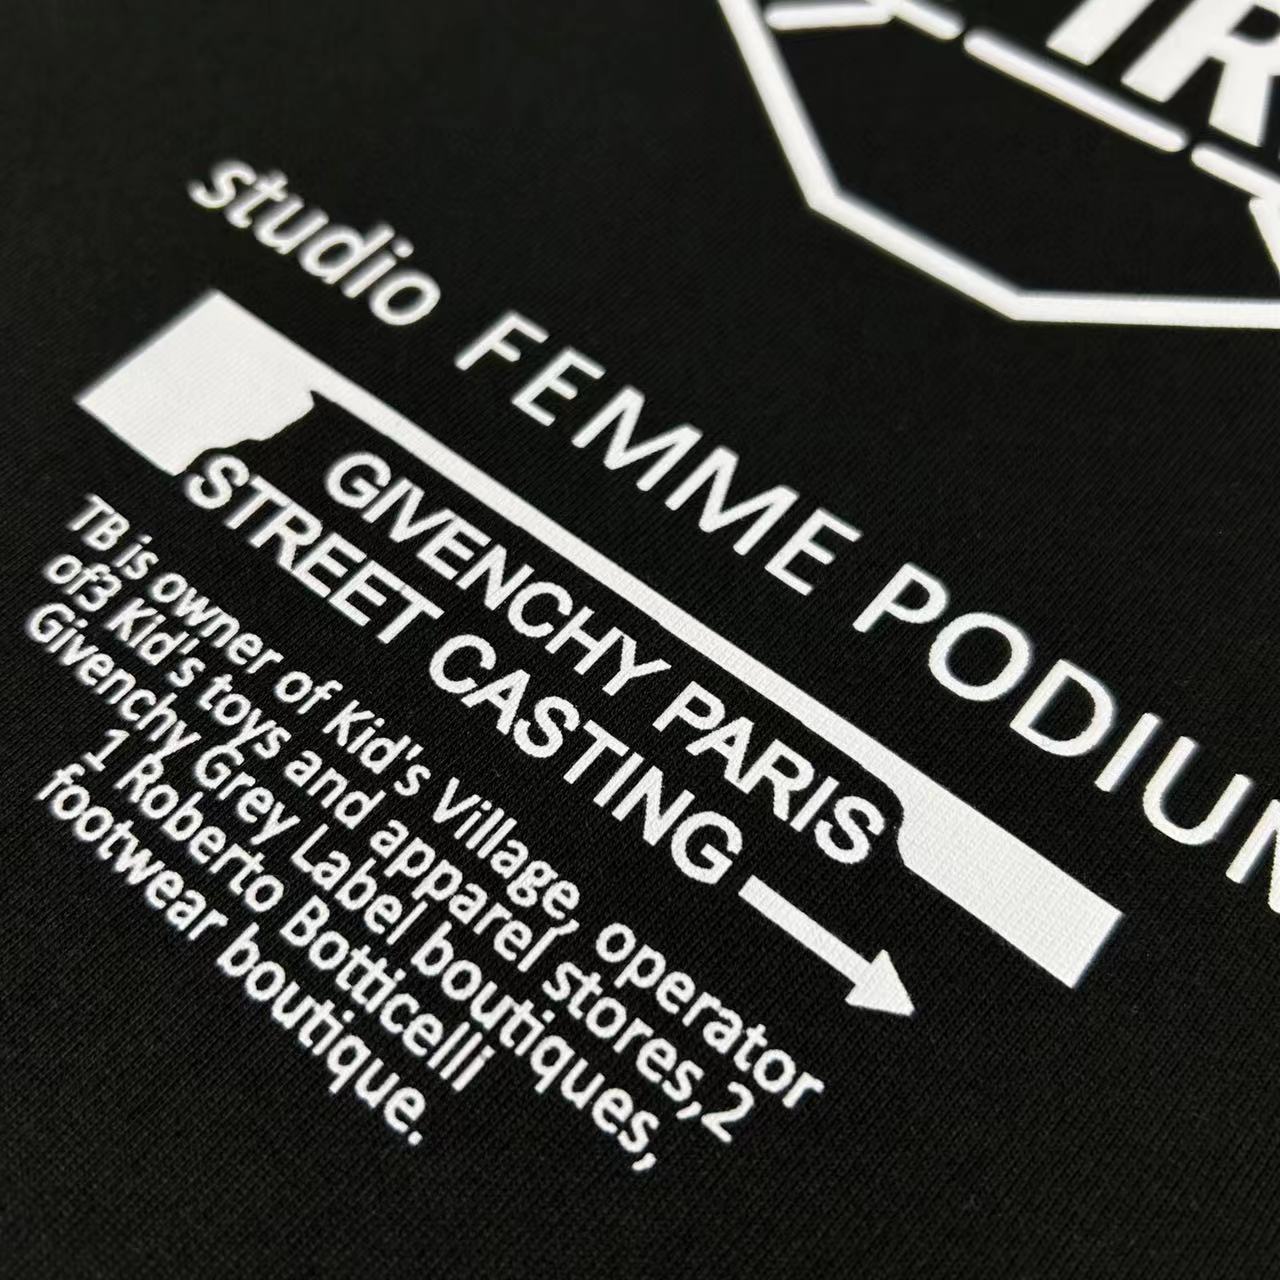 studio FEMME PODIUM
GIVENCHY PARIS
STREET CASTING
TB is owner of Kid's Village, operator
of3 Kid's toys and apparel stores,2
Givenchy Grey Label boutiques,
1 Roberto Botticelli
footwear boutique.